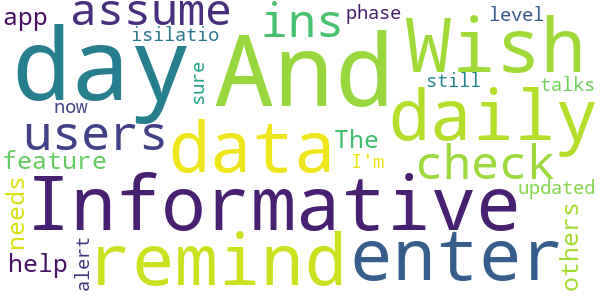 app assume ins phase level
day And Wish
isilatio
sure still talks
now daily
users data The check
feature I'm
Informative updated
needs
help alert remind enter others